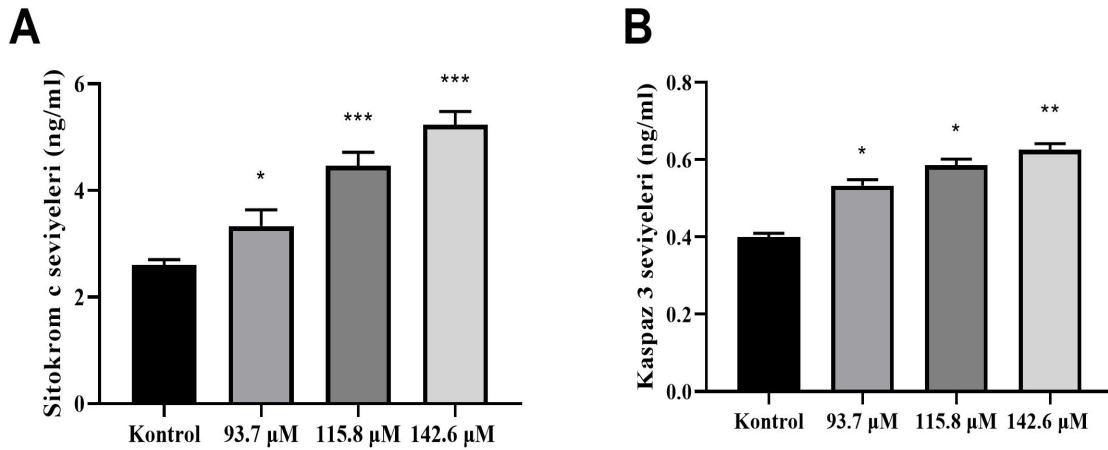 A
Sitokrom c seviyeleri (ng/ml)
6
4
2
0
*
***
***
Kontrol 93.7 µM 115.8 µM 142.6 µM
B
Kaspaz 3 seviyeleri (ng/ml)
0.8
0.6
0.4
0.2
0.0
*
*
**
Kontrol 93.7 µM 115.8 µM 142.6 µM